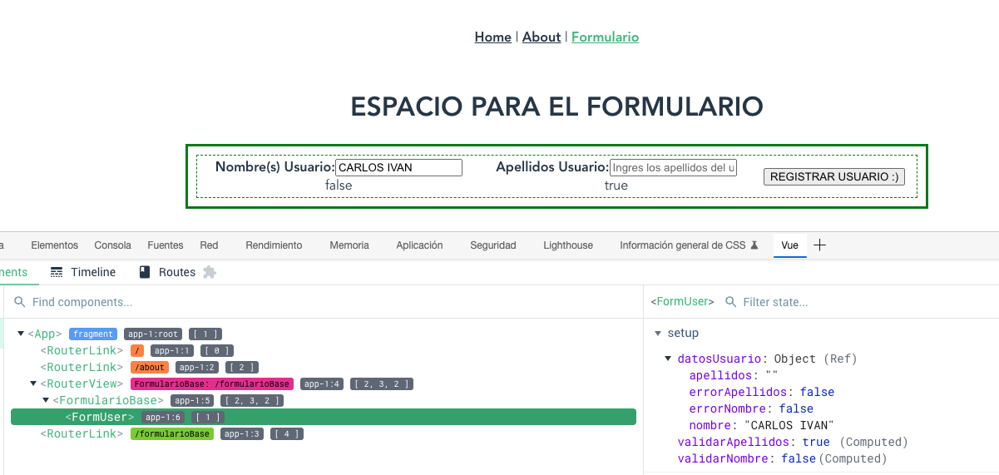 Home | About | Formulario
ESPACIO PARA EL FORMULARIO
Nombre(s) Usuario: CARLOS IVAN Apellidos Usuario: Ingres los apellidos del u REGISTRAR USUARIO :)
false true
a Elementos Consola Fuentes Red Rendimiento Memoria Aplicación Seguridad Lighthouse Información general de CSS Vue +
nents Timeline Routes
Find components... <FormUser> Filter state...
<App> fragment app-1:root [ 1 ]
<RouterLink> / app-1:1 [ 0 ]
<RouterLink> /about app-1:2 [ 2 ]
<RouterView> FormularioBase: /formularioBase app-1:4 [ 2, 3, 2 ]
<FormularioBase> app-1:5 [ 2, 3, 2 ]
<FormUser> app-1:6 [ 1 ]
<RouterLink> /formularioBase app-1:3 [ 4 ]
setup
datosUsuario: Object (Ref)
apellidos: ""
errorApellidos: false
errorNombre: false
nombre: "CARLOS IVAN"
validarApellidos: true (Computed)
validarNombre: false (Computed)